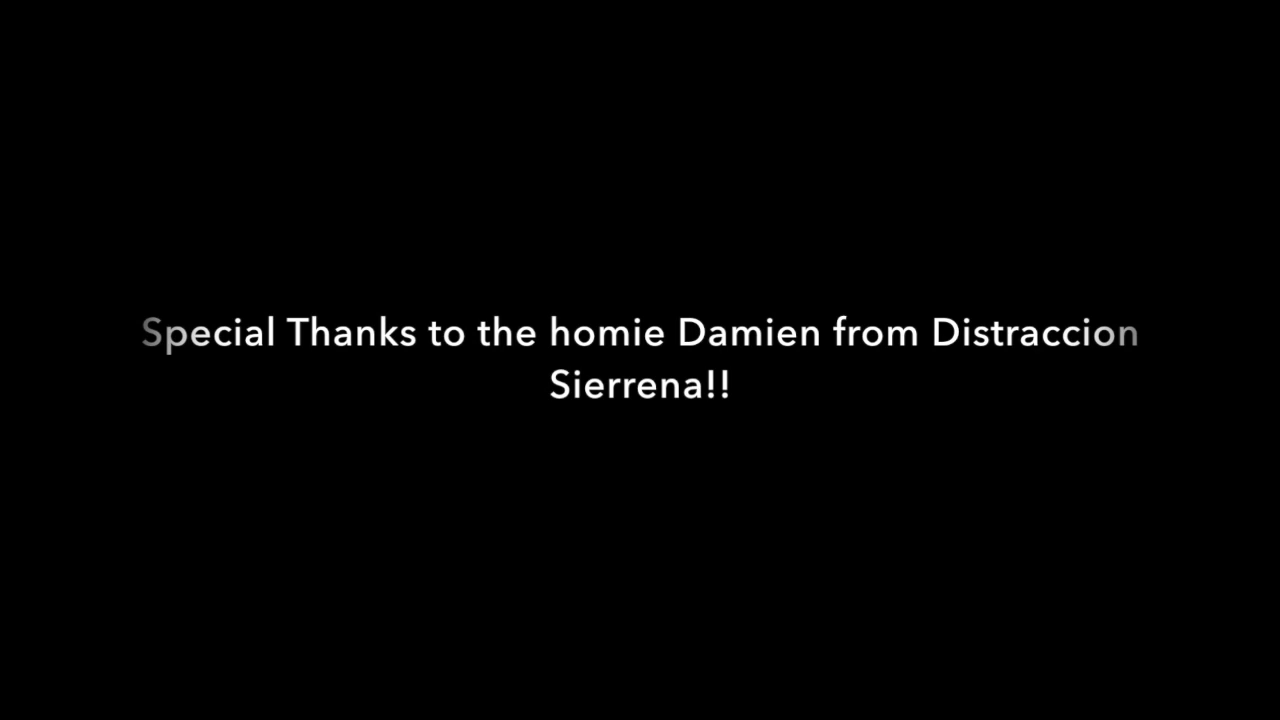 Special Thanks to the homie Damien from Distraccion
Sierrena!!